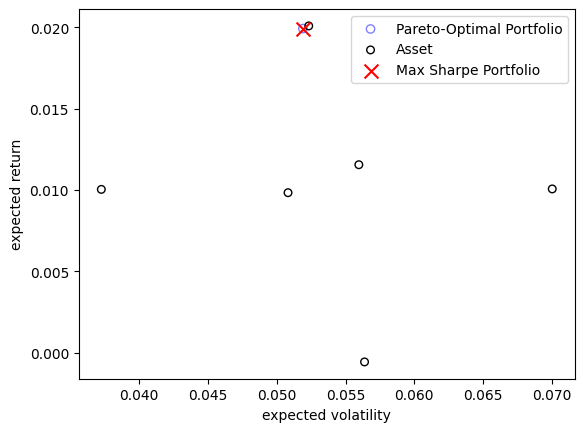 Pareto-Optimal Portfolio
Asset
Max Sharpe Portfolio
expected return
0.020
0.015
0.010
0.005
0.000
0.040 0.045 0.050 0.055 0.060 0.065 0.070
expected volatility